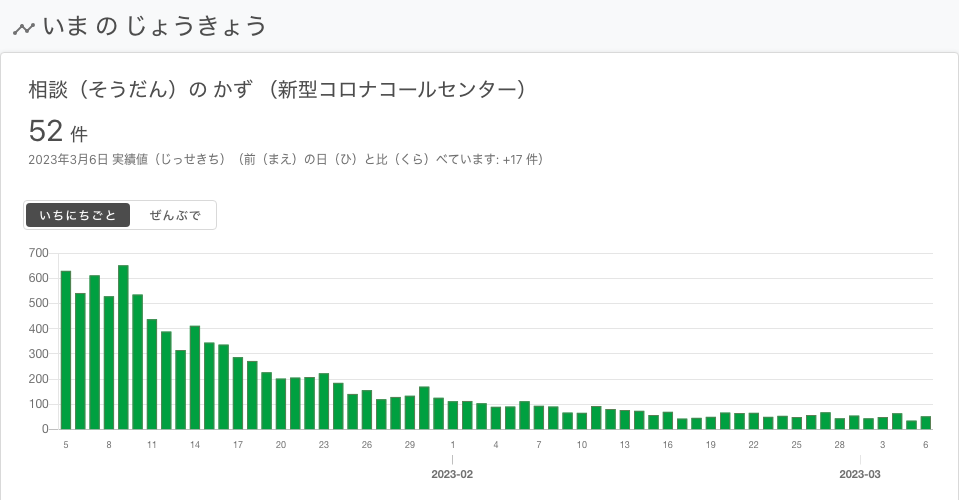 いま の じょうきょう
相談（そうだん）の かず （新型コロナコールセンター）
52 件
2023年3月6日 実績値（じっせきち）（前（まえ）の日（ひ）と比（くら）べています: +17 件）
いちにちごと ぜんぶで
700
600
500
400
300
200
100
0
5 8 11 14 17 20 23 26 29 1 4 7 10 13 16 19 22 25 28 3 6
2023-02 2023-03